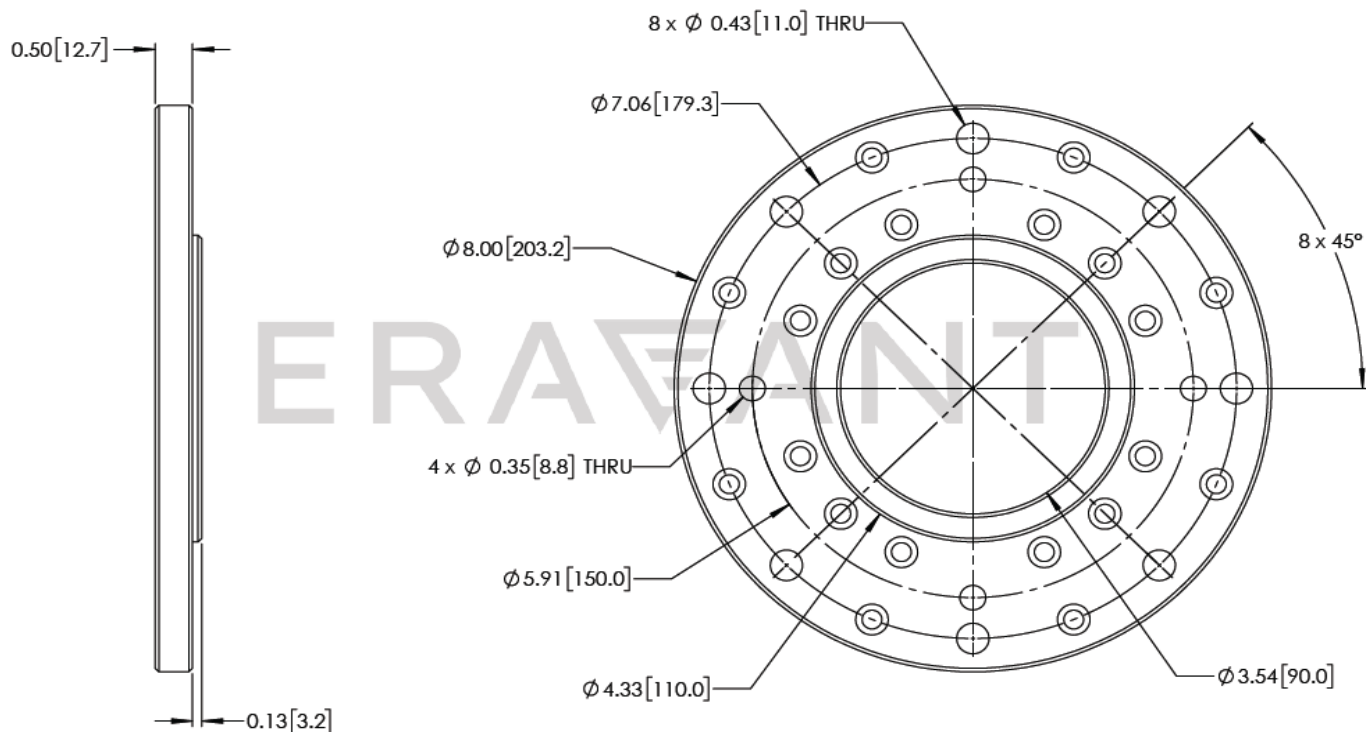 8 x Ø 0.43[11.0] THRU
0.50[12.7]
Ø7.06[179.3]
Ø8.00[203.2]
8 x 45°
ERAVANT
4 x Ø 0.35[8.8] THRU
Ø5.91[150.0]
Ø4.33[110.0]
Ø3.54[90.0]
0.13[3.2]